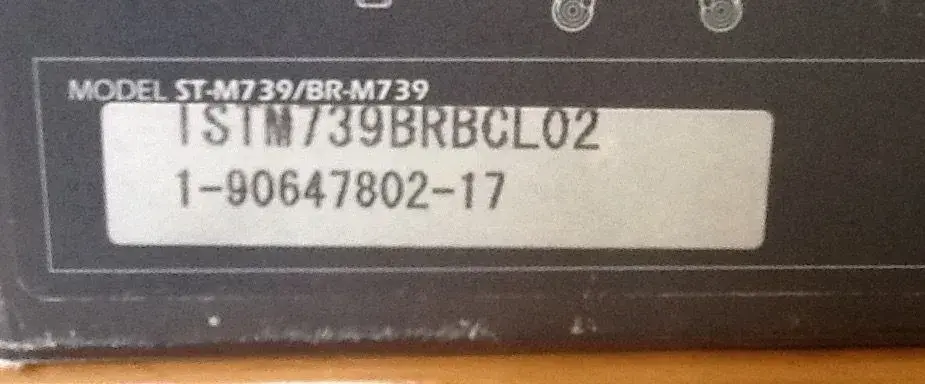 MODEL ST-M739/BR-M739
ISTM739BRBCL02
1-90647802-17